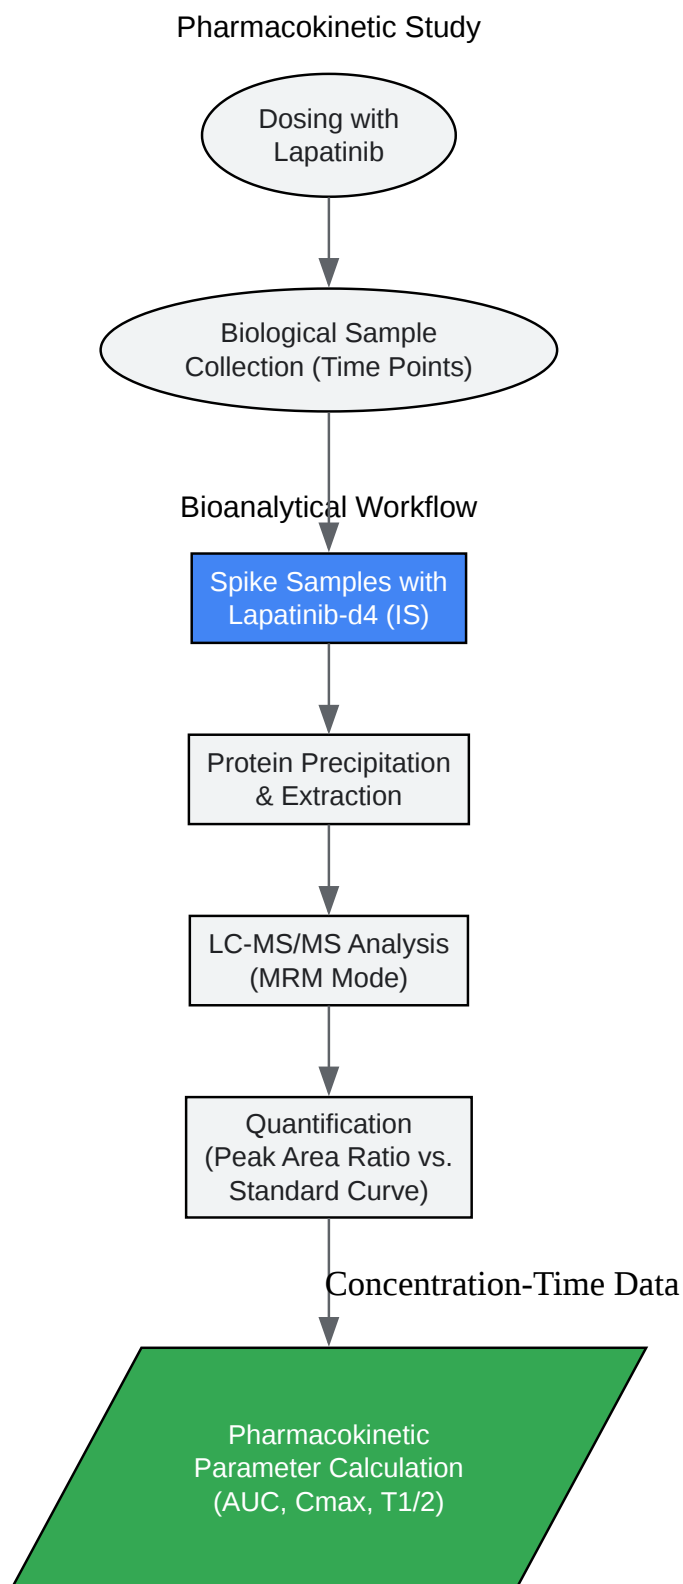 Pharmacokinetic Study
Dosing with
Lapatinib
Biological Sample
Collection (Time Points)
Bioanalytical Workflow
Spike Samples with
Lapatinib-d4 (IS)
Protein Precipitation
& Extraction
LC-MS/MS Analysis
(MRM Mode)
Quantification
(Peak Area Ratio vs.
Standard Curve)
Concentration-Time Data
Pharmacokinetic
Parameter Calculation
(AUC, Cmax, T1/2)